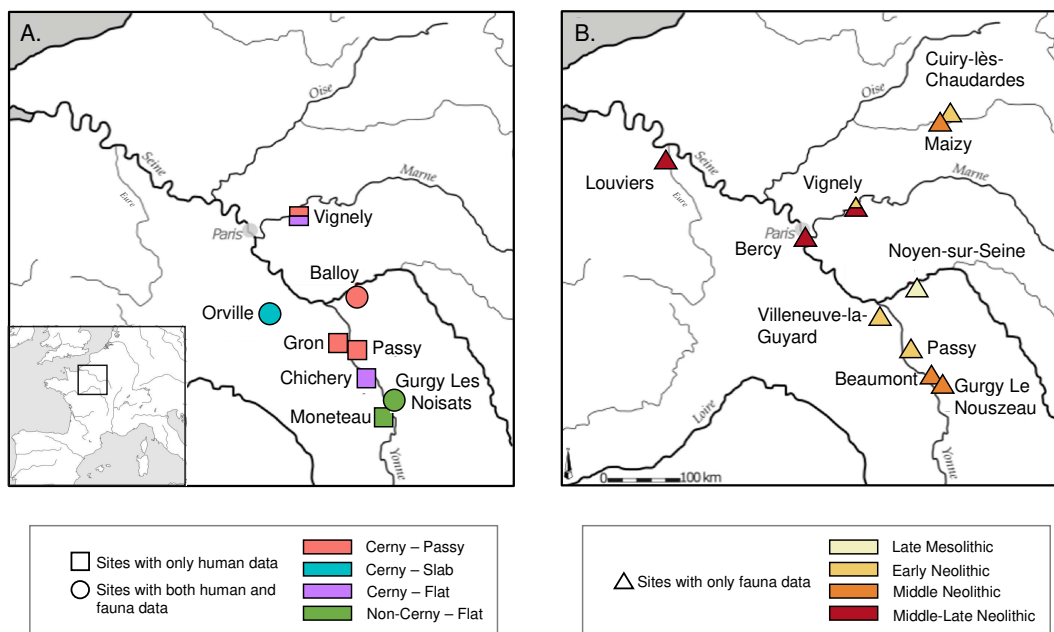 A.
Oise
Seine
Eure
Marne
Paris
Vignely
Balloy
Orville
Gron
Passy
Chichery
Gurgy Les
Noisats
Moneteau
Yonne
Sites with only human data
Sites with both human and
fauna data
Cerny – Passy
Cerny – Slab
Cerny – Flat
Non-Cerny – Flat
B.
Cuiry-lès-
Chaudardes
Oise
Maizy
Seine
Marne
Louviers
Eure
Vignely
Paris
Bercy
Noyen-sur-Seine
Villeneuve-la-
Guyard
Passy
Beaumont
Gurgy Le
Nouszeau
Loire
Yonne
0
100 km
Sites with only fauna data
Late Mesolithic
Early Neolithic
Middle Neolithic
Middle-Late Neolithic